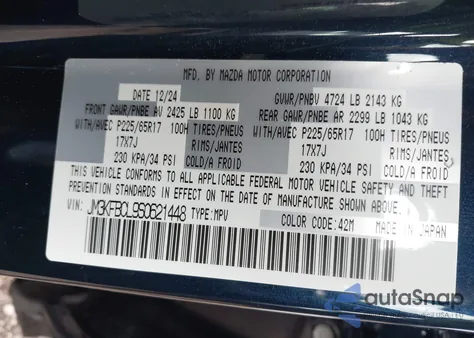 MFD. BY MAZDA MOTOR CORPORATION
DATE 12/24 GVWR/PNBV 4724 LB 2143 KG
FRONT GAWR/PNBE AV 2425 LB 1100 KG REAR GAWR/PNBE AR 2299 LB 1043 KG
WITH/AVEC P225/65R17 100H TIRES/PNEUS WITH/AVEC P225/65R17 100H TIRES/PNEUS
17X7J 17X7J
230 KPA/34 PSI COLD/A FROID 230 KPA/34 PSI COLD/A FROID
THIS VEHICLE CONFORMS TO ALL APPLICABLE FEDERAL MOTOR VEHICLE SAFETY AND THEFT
PREVENTION STANDARDS IN EFFECT ON THE DATE OF MANUFACTURE SHOWN ABOVE.
VIN: JM3KFBCL9S0621448 TYPE:MPV COLOR CODE:42M MADE IN JAPAN
autoSnap